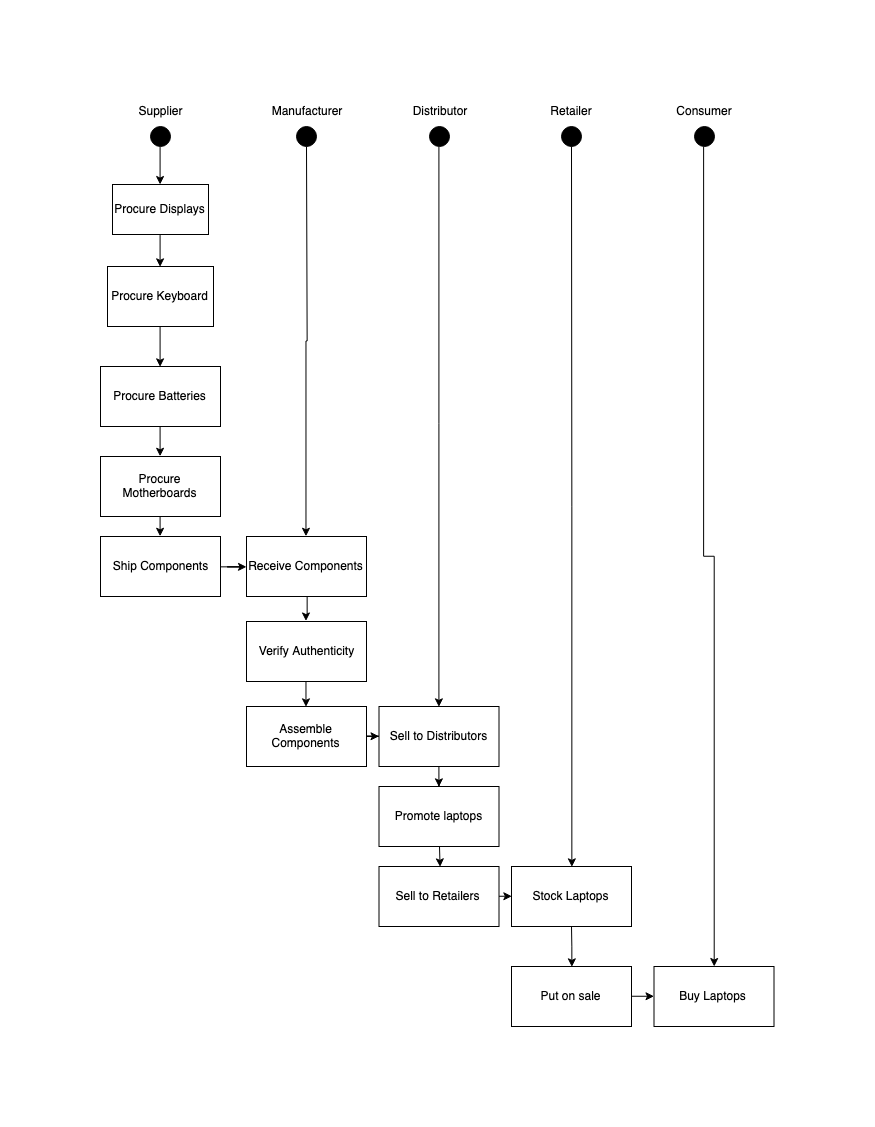 Supplier
Manufacturer
Distributor
Retailer
Consumer
Procure Displays
Procure Keyboard
Procure Batteries
Procure
Motherboards
Ship Components
Receive Components
Verify Authenticity
Assemble
Components
Sell to Distributors
Promote laptops
Sell to Retailers
Stock Laptops
Put on sale
Buy Laptops